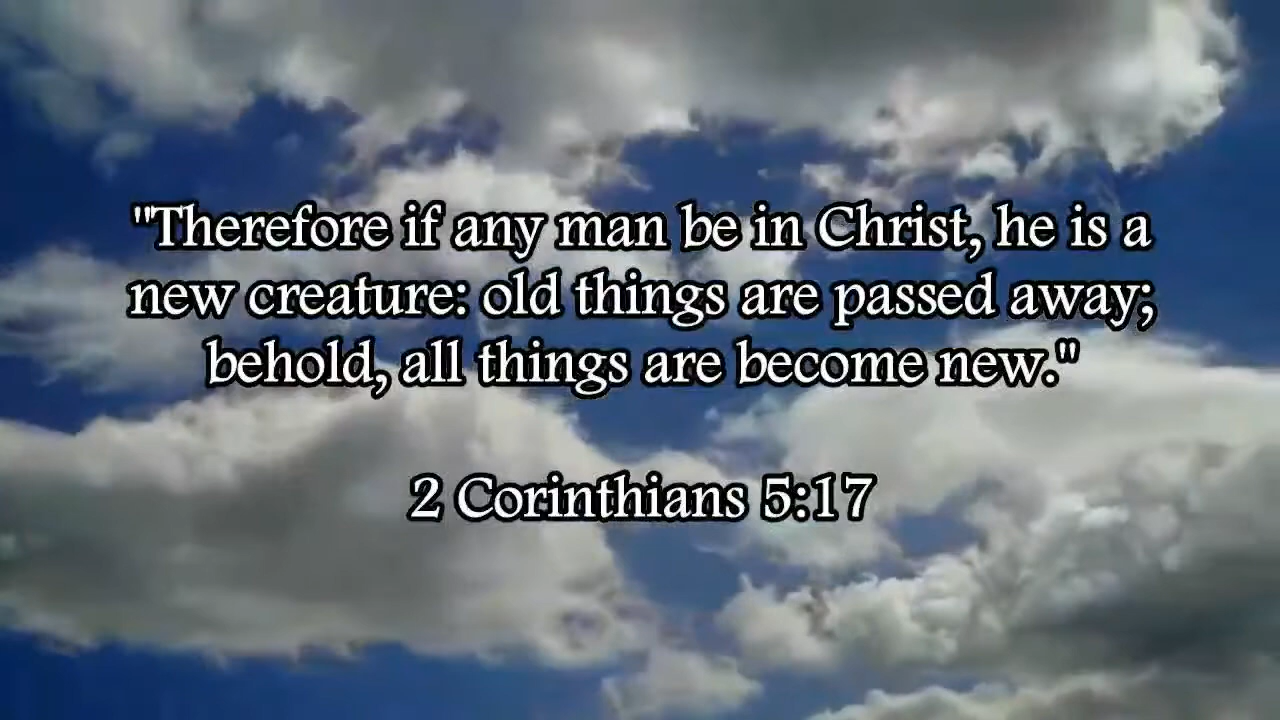 "Therefore if any man be in Christ, he is a
new creature: old things are passed away;
behold, all things are become new."
2 Corinthians 5:17